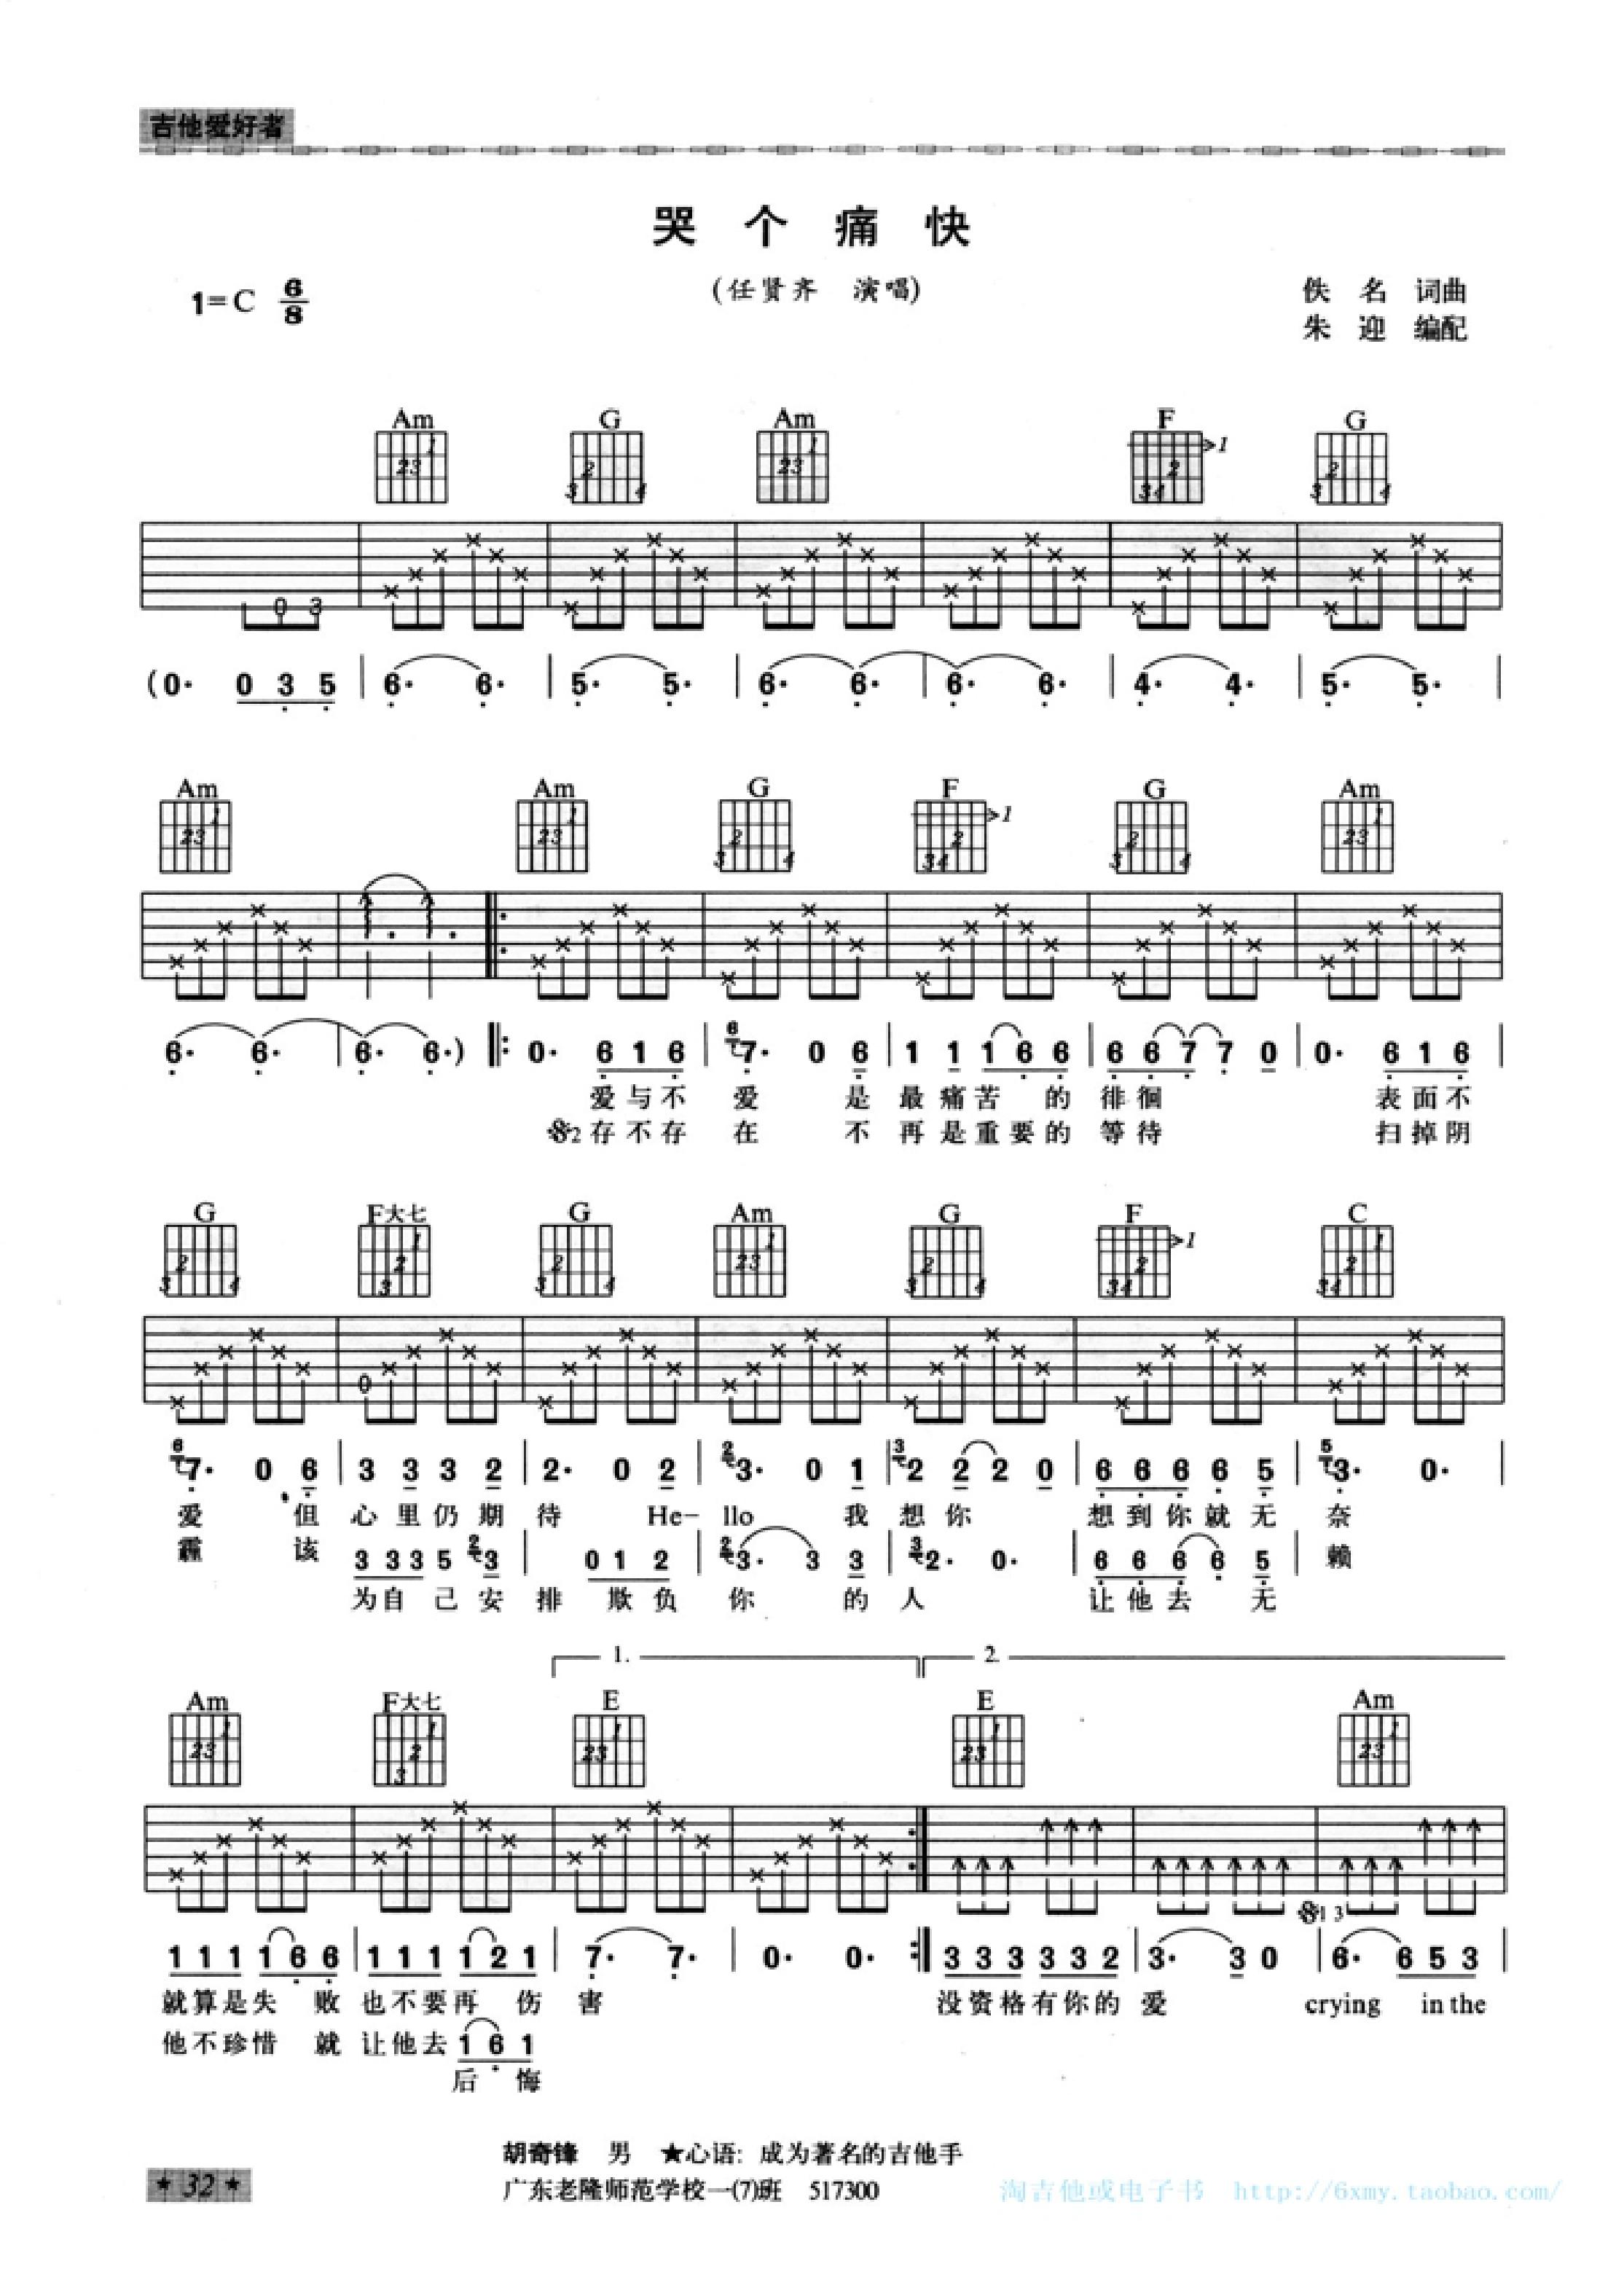 吉他爱好者
哭个痛快
1=C 6/8
(任贤齐 演唱)
佚名 词曲
朱迎 编配
Am G Am F G
0 3
(0· 0 3 5 | 6· 6· | 5· 5· | 6· 6· | 6· 6· | 4· 4· | 5· 5· |
Am Am G F G Am
6· 6· | 6· 6·) ‖: 0· 6 1 6 | 6 7· 0 6 | 1 1 1 6 6 | 6 6 7 7 0 | 0· 6 1 6 |
爱与不 爱 是 最痛苦 的 徘徊 表面不
𝄋2 存不存 在 不 再是重要的 等待 扫掉阴
G F大七 G Am G F C
0
6 7· 0 6 | 3 3 3 2 | 2· 0 2 | 2 3· 0 1 | 3 2 2 2 0 | 6 6 6 6 5 | 5 3· 0· |
爱 但 心里仍期 待 He- llo 我 想你 想到你就无 奈
霾 该 3 3 3 5 2 3 | 0 1 2 | 2 3· 3 3 | 3 2· 0· | 6 6 6 6 5 | 赖
为自 己 安 排 欺负 你 的 人 让他去 无
1. 2.
Am F大七 E E Am
𝄋1 3
1 1 1 1 6 6 | 1 1 1 1 2 1 | 7· 7· | 0· 0· :‖ 3 3 3 3 3 2 | 3· 3 0 | 6· 6 5 3 |
就算是失 败 也不要再 伤 害 没资格有你的 爱 crying in the
他不珍惜 就 让他去 1 6 1
后 悔
胡奇锋 男 ★心语: 成为著名的吉他手
广东老隆师范学校一(7)班 517300
★ 32 ★
淘吉他或电子书 http://6xmy.taobao.com/